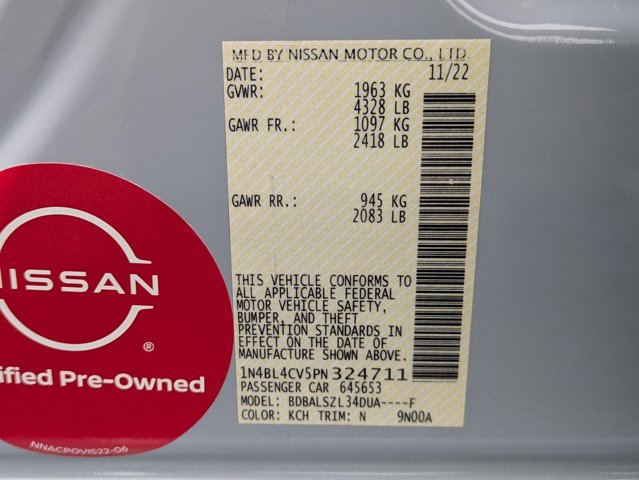 MFD BY NISSAN MOTOR CO., LTD.
DATE: 11/22
GVWR: 1963 KG
4328 LB
GAWR FR.: 1097 KG
2418 LB
GAWR RR.: 945 KG
2083 LB
THIS VEHICLE CONFORMS TO
ALL APPLICABLE FEDERAL
MOTOR VEHICLE SAFETY,
BUMPER, AND THEFT
PREVENTION STANDARDS IN
EFFECT ON THE DATE OF
MANUFACTURE SHOWN ABOVE.
1N4BL4CV5PN324711
PASSENGER CAR 645653
MODEL: BDBALSZL34DUA----F
COLOR: KCH TRIM: N 9N00A
NISSAN
®
ified Pre-Owned
NNACPOVIS22-06